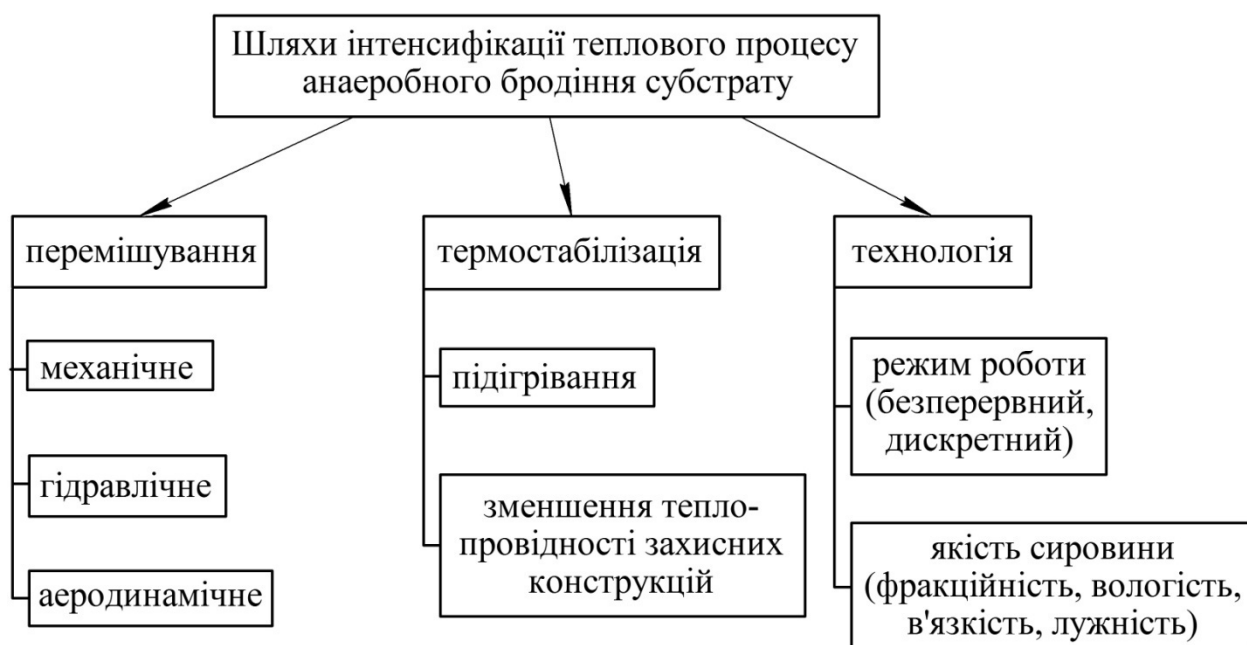 Шляхи інтенсифікації теплового процесу
анаеробного бродіння субстрату
перемішування
механічне
гідравлічне
аеродинамічне
термостабілізація
підігрівання
зменшення тепло-
провідності захисних
конструкцій
технологія
режим роботи
(безперервний,
дискретний)
якість сировини
(фракційність, вологість,
в'язкість, лужність)